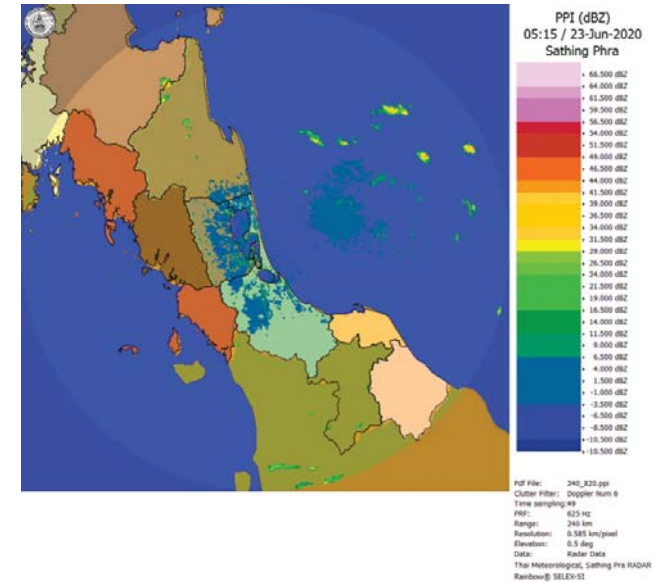 PPI (dBZ)
05:15 / 23-Jun-2020
Sathing Phra
66.500 dBZ
64.000 dBZ
61.500 dBZ
59.500 dBZ
56.500 dBZ
54.000 dBZ
51.500 dBZ
49.000 dBZ
46.500 dBZ
44.000 dBZ
41.500 dBZ
39.000 dBZ
36.500 dBZ
34.000 dBZ
31.500 dBZ
29.000 dBZ
26.500 dBZ
24.000 dBZ
21.500 dBZ
19.000 dBZ
16.500 dBZ
14.000 dBZ
11.500 dBZ
9.000 dBZ
6.500 dBZ
4.000 dBZ
1.500 dBZ
-1.000 dBZ
-3.500 dBZ
-6.500 dBZ
-8.500 dBZ
-10.500 dBZ
-10.500 dBZ
Pdf File: 240_820.ppi
Clutter Filter: Doppler Num 6
Time sampling:49
PRF: 625 Hz
Range: 240 km
Resolution: 0.585 km/pixel
Elevation: 0.5 deg
Data: Radar Data
Thai Meteorological, Sathing Pra RADAR
Rainbow® SELEX-SI